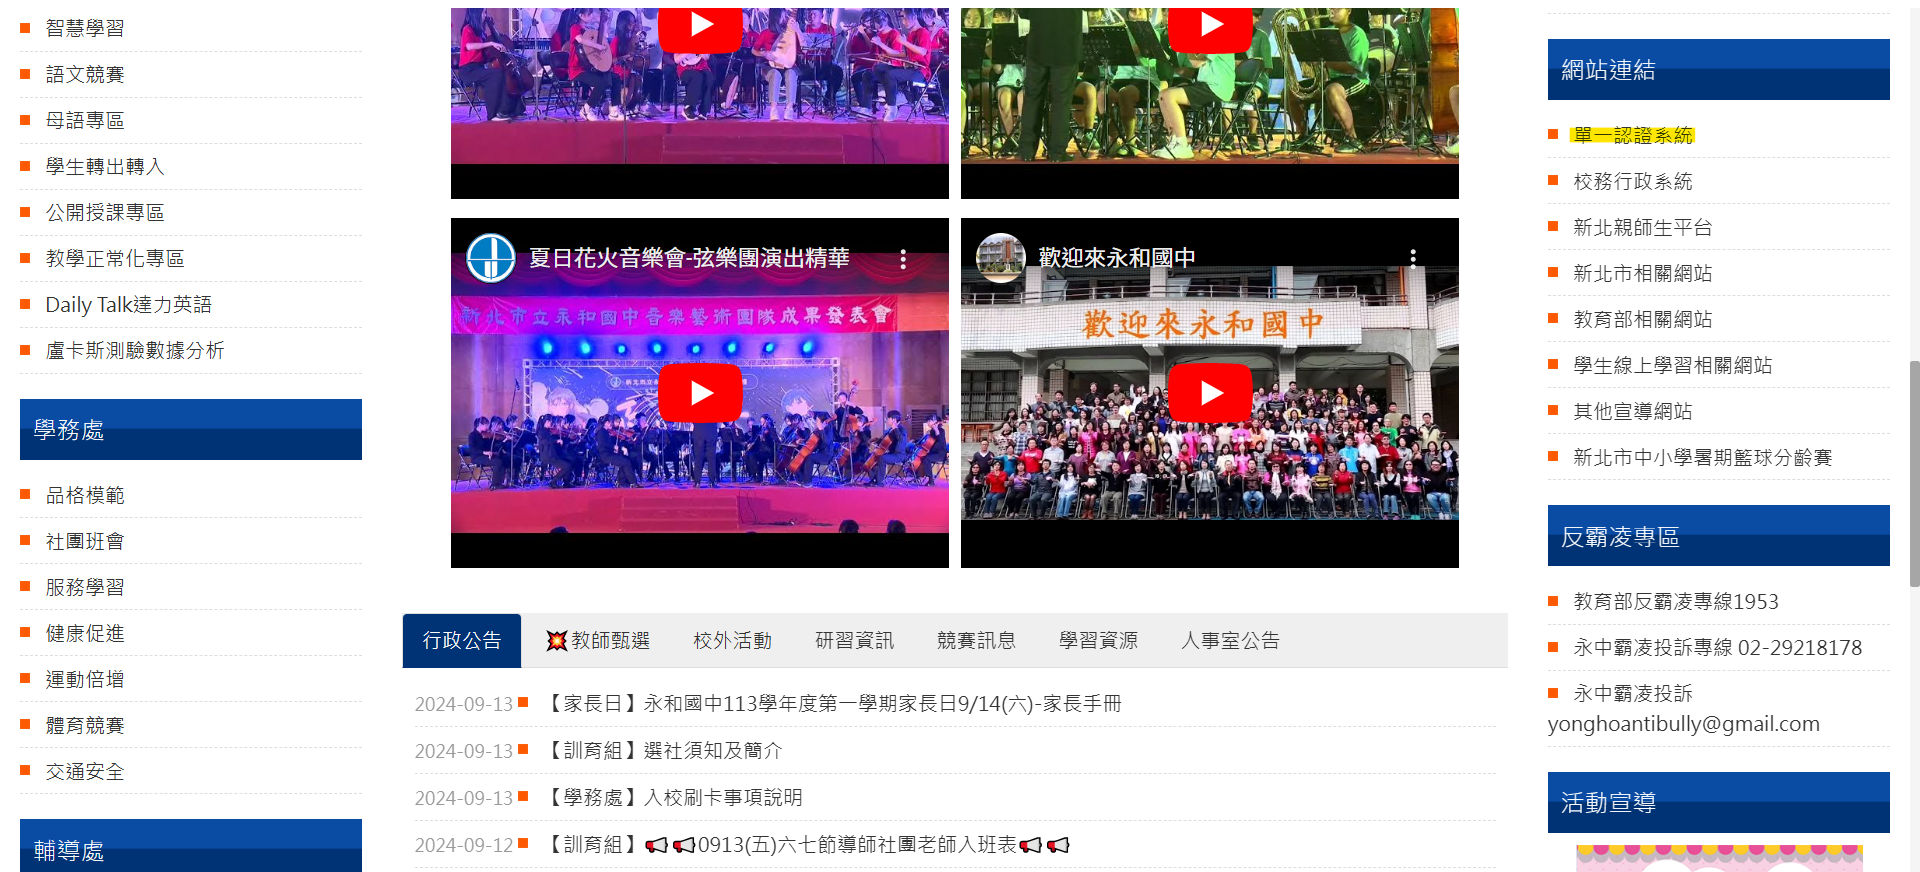 智慧學習
語文競賽
母語專區
學生轉出轉入
公開授課專區
教學正常化專區
Daily Talk達力英語
盧卡斯測驗數據分析
學務處
品格模範
社團班會
服務學習
健康促進
運動倍增
體育競賽
交通安全
輔導處
夏日花火音樂會-弦樂團演出精華
新北市立永和國中音樂藝術團隊成果發表會
歡迎來永和國中
歡迎來永和國中
行政公告
教師甄選
校外活動
研習資訊
競賽訊息
學習資源
人事室公告
2024-09-13 【家長日】永和國中113學年度第一學期家長日9/14(六)-家長手冊
2024-09-13 【訓育組】選社須知及簡介
2024-09-13 【學務處】入校刷卡事項說明
2024-09-12 【訓育組】📢📢0913(五)六七節導師社團老師入班表📢📢
網站連結
單一認證系統
校務行政系統
新北親師生平台
新北市相關網站
教育部相關網站
學生線上學習相關網站
其他宣導網站
新北市中小學暑期籃球分齡賽
反霸凌專區
教育部反霸凌專線1953
永中霸凌投訴專線 02-29218178
永中霸凌投訴
yonghoantibully@gmail.com
活動宣導